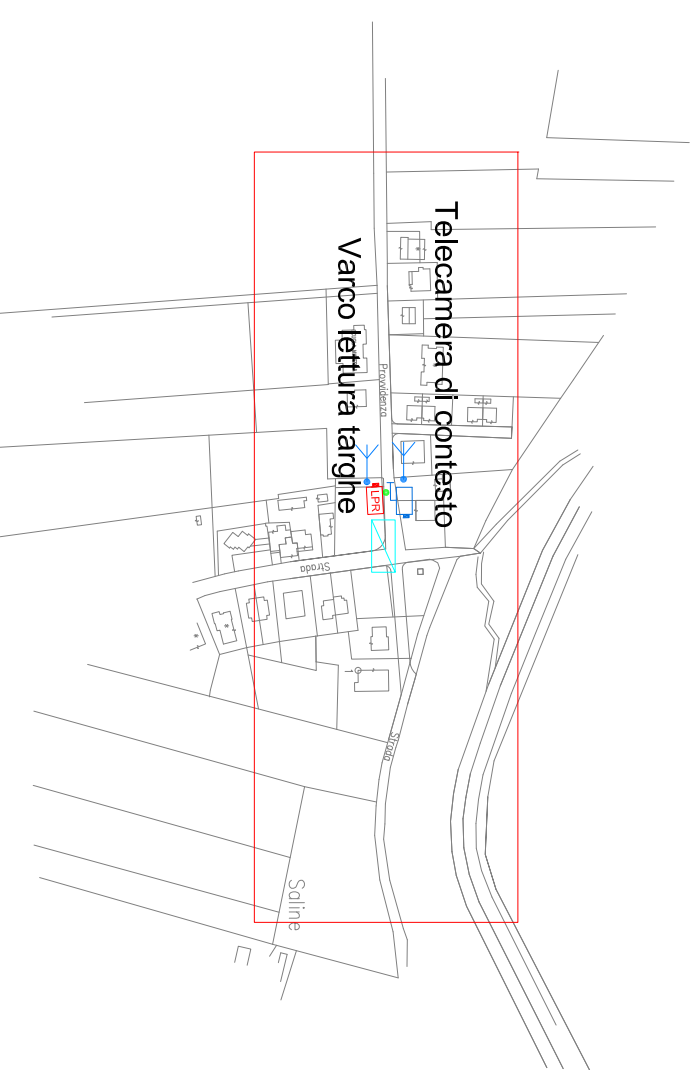 Telecamera di contesto
Varco lettura targhe
Provvidenza
LPR
Strada
Strada
Saline